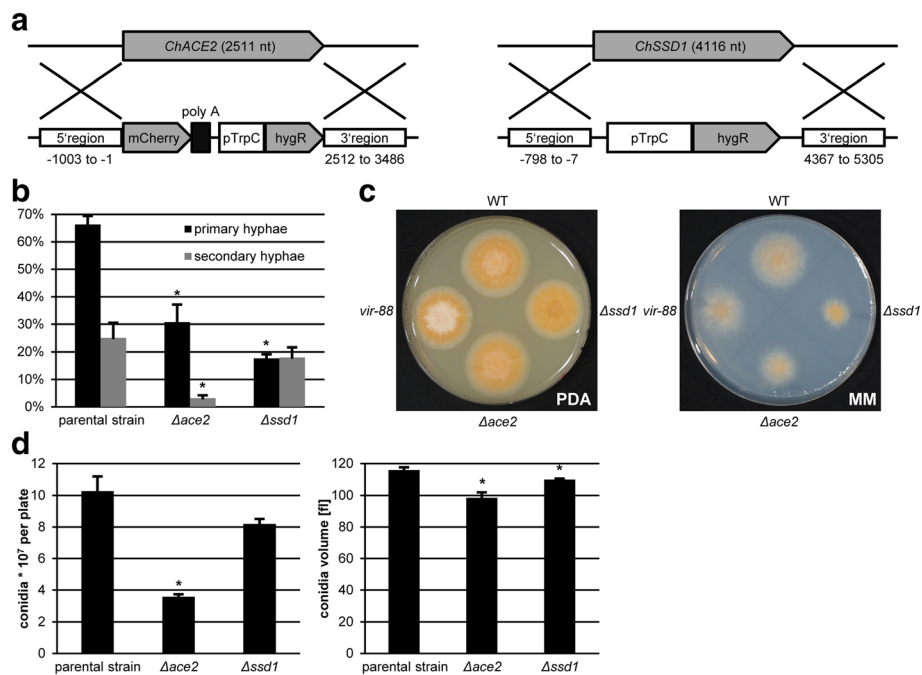 a
ChACE2 (2511 nt)
ChSSD1 (4116 nt)
poly A
5'region mCherry pTrpC hygR 3'region
5'region pTrpC hygR 3'region
-1003 to -1 2512 to 3486
-798 to -7 4367 to 5305
b
70%
60%
50%
40%
30%
20%
10%
0%
primary hyphae
secondary hyphae
*
*
*
parental strain Δace2 Δssd1
c
WT
vir-88
Δssd1
PDA
Δace2
WT
vir-88
Δssd1
MM
Δace2
d
conidia * 10⁷ per plate
12
10
8
6
4
2
0
*
parental strain Δace2 Δssd1
conidia volume [fl]
120
100
80
60
40
20
0
*
*
parental strain Δace2 Δssd1